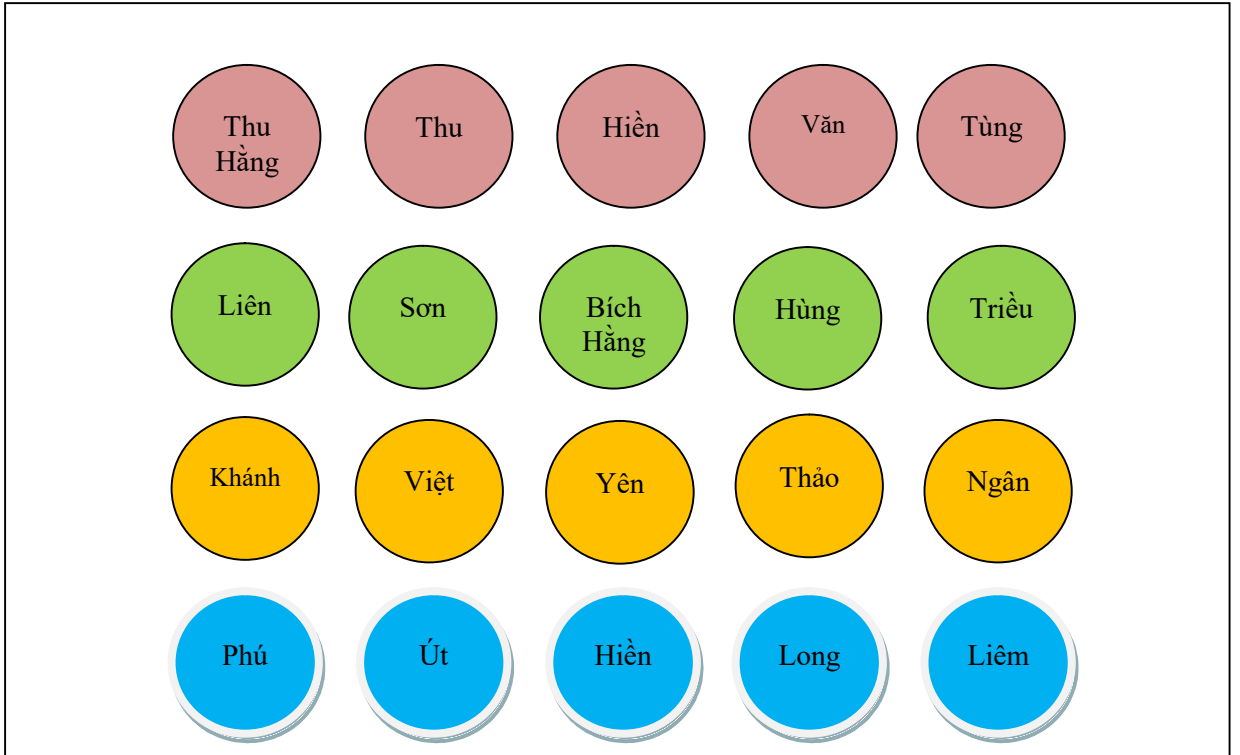 Thu
Hằng
Thu
Hiền
Văn
Tùng
Liên
Sơn
Bích
Hằng
Hùng
Triều
Khánh
Việt
Yên
Thảo
Ngân
Phú
Út
Hiền
Long
Liêm